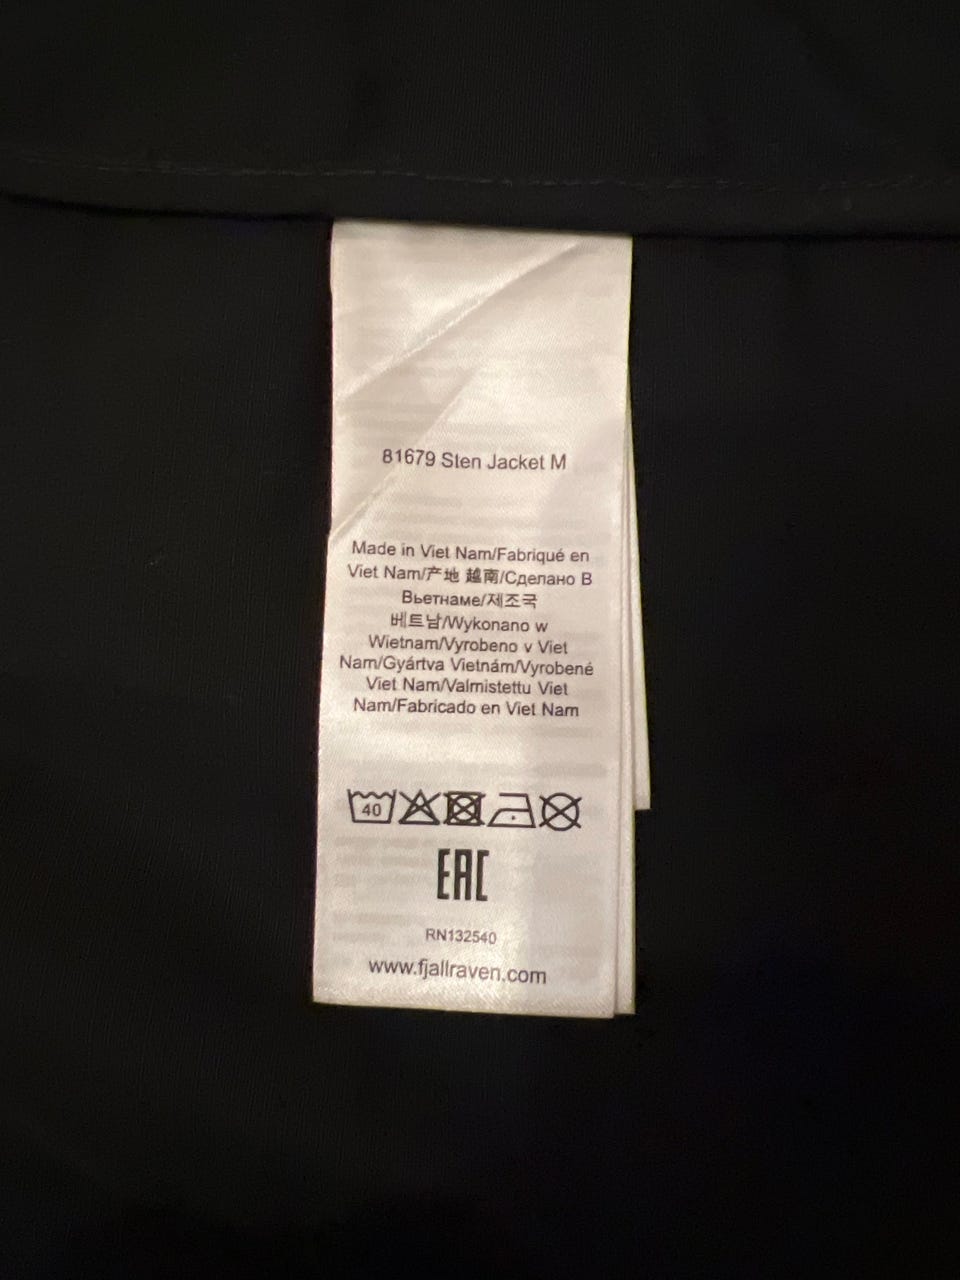 81679 Sten Jacket M
Made in Viet Nam/Fabriqué en
Viet Nam/产地 越南/Сделано В
Вьетнаме/제조국
베트남/Wykonano w
Wietnam/Vyrobeno v Viet
Nam/Gyártva Vietnám/Vyrobené
Viet Nam/Valmistettu Viet
Nam/Fabricado en Viet Nam
40
EAC
RN132540
www.fjallraven.com